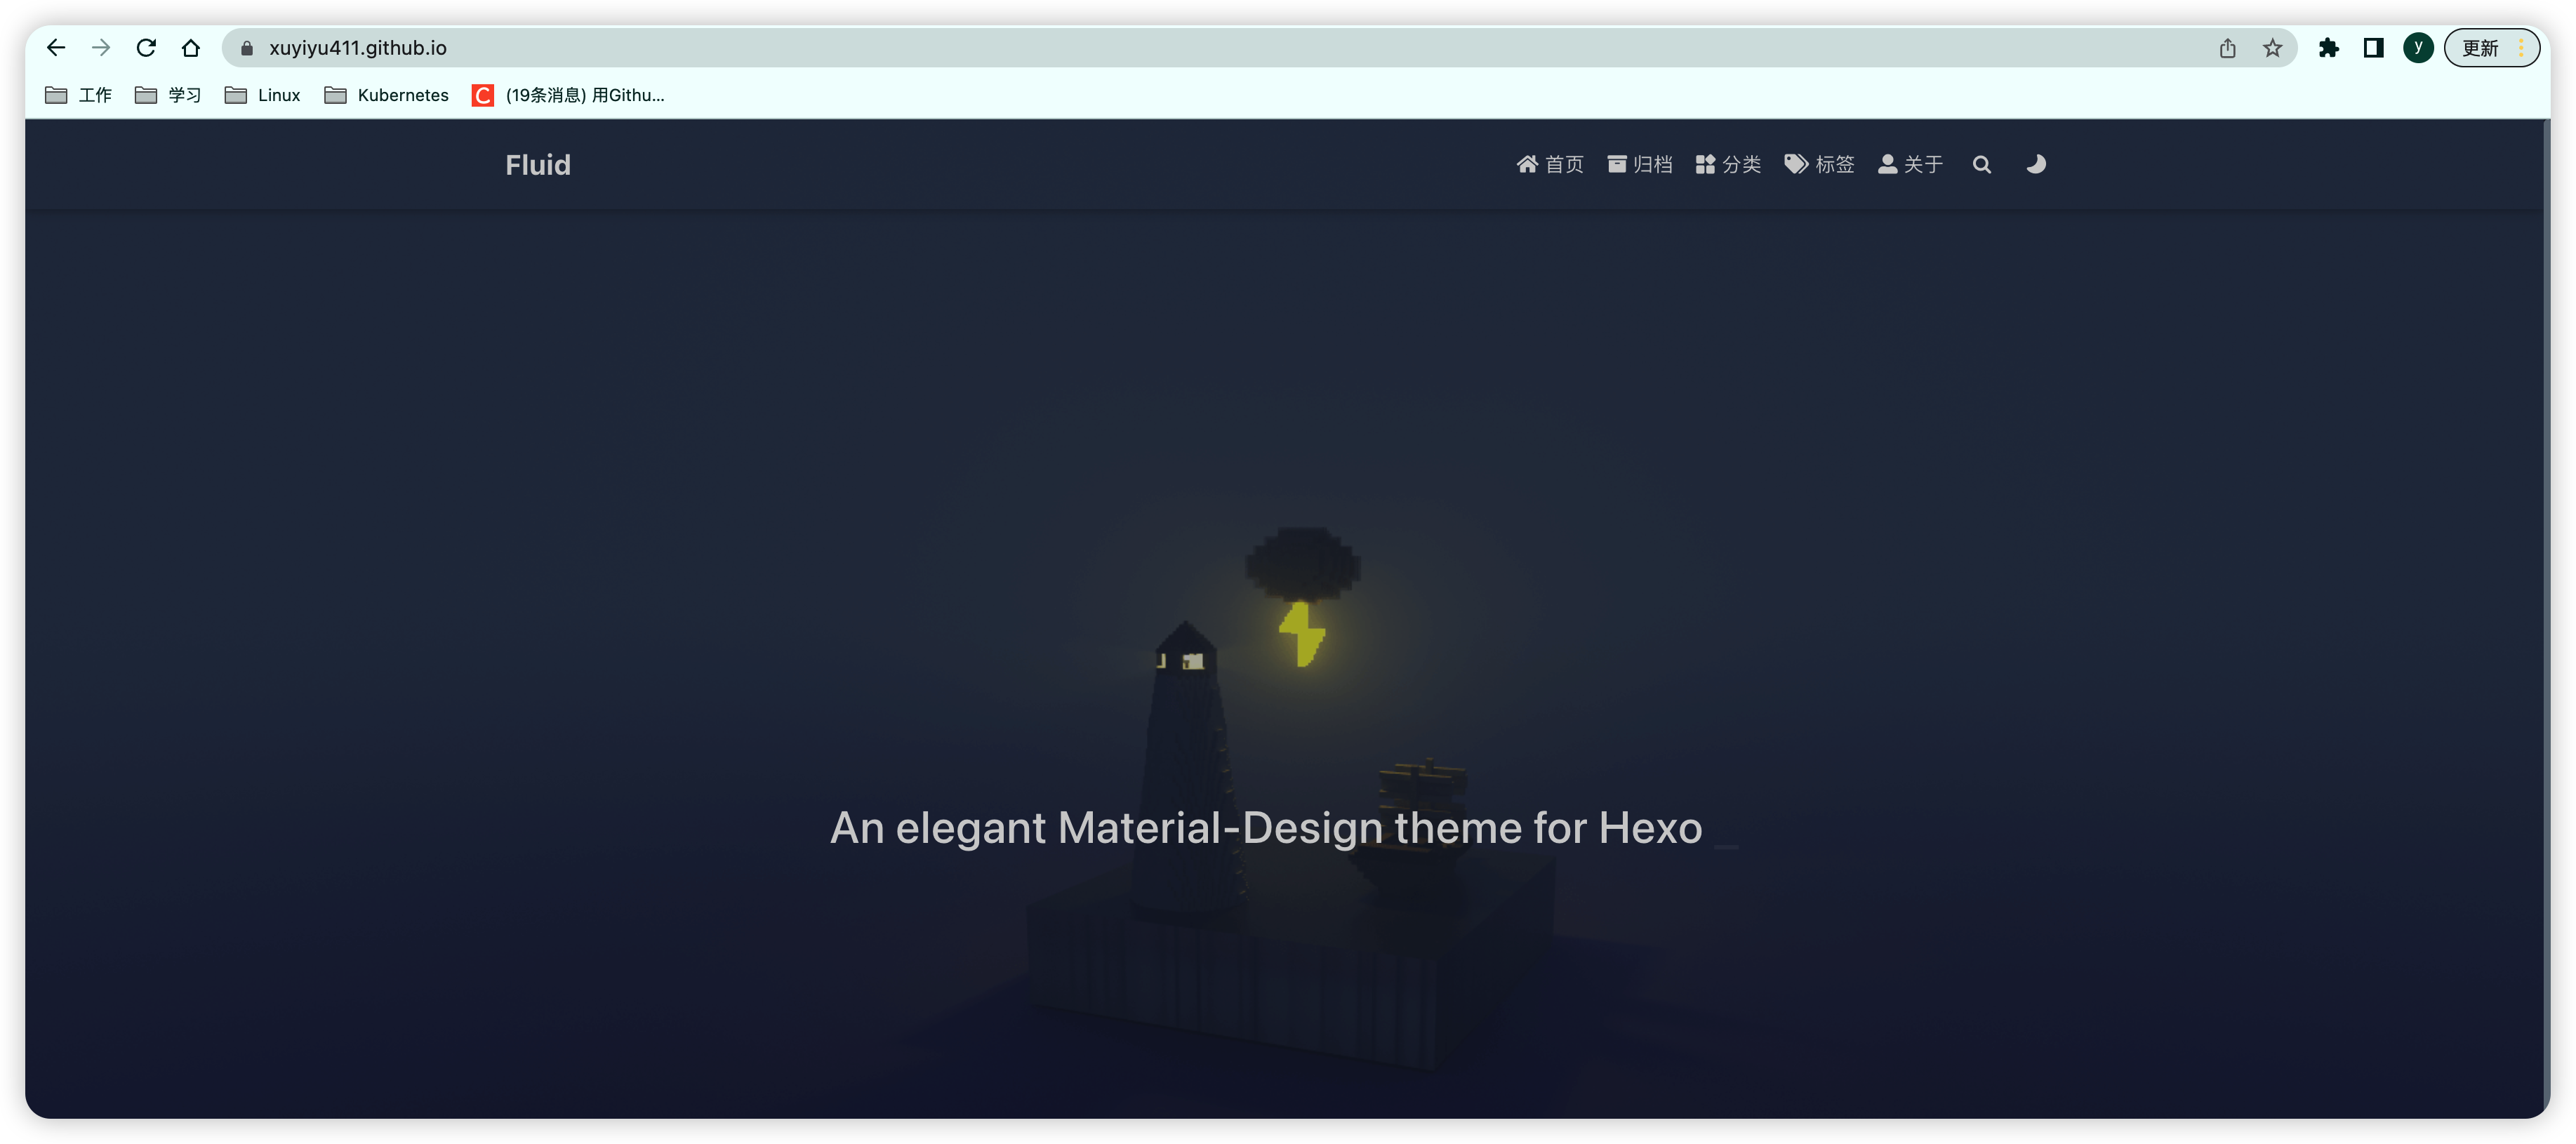 xuyiyu411.github.io
y
更新
工作 学习 Linux Kubernetes C (19条消息) 用Githu...
Fluid 首页 归档 分类 标签 关于
An elegant Material-Design theme for Hexo _